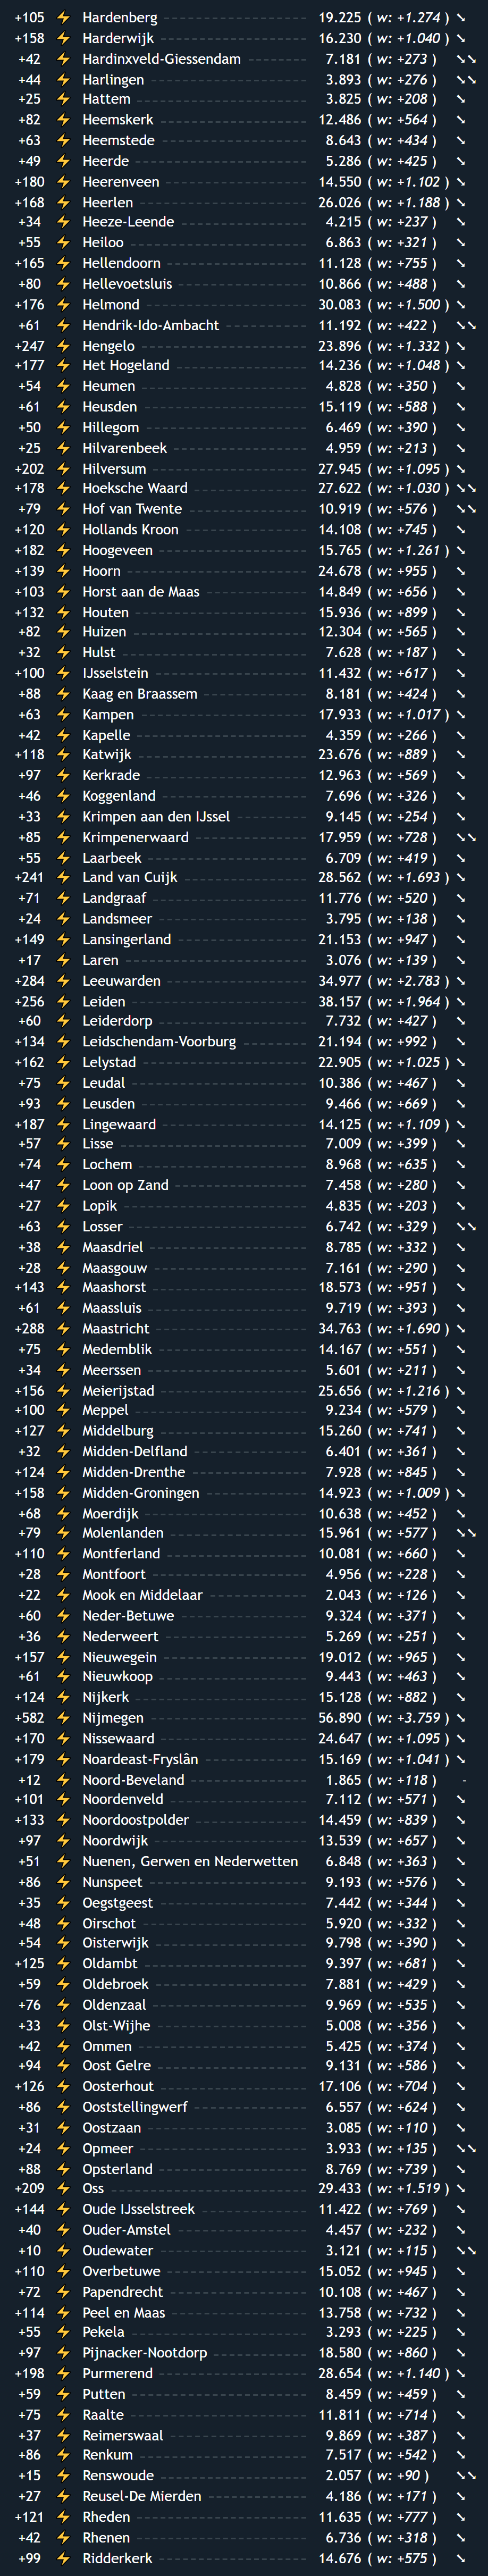 +105 ⚡ Hardenberg 19.225 ( w: +1.274 ) ⬊
+158 ⚡ Harderwijk 16.230 ( w: +1.040 ) ⬊
+42 ⚡ Hardinxveld-Giessendam 7.181 ( w: +273 ) ⬊⬊
+44 ⚡ Harlingen 3.893 ( w: +276 ) ⬊⬊
+25 ⚡ Hattem 3.825 ( w: +208 ) ⬊
+82 ⚡ Heemskerk 12.486 ( w: +564 ) ⬊
+63 ⚡ Heemstede 8.643 ( w: +434 ) ⬊
+49 ⚡ Heerde 5.286 ( w: +425 ) ⬊
+180 ⚡ Heerenveen 14.550 ( w: +1.102 ) ⬊
+168 ⚡ Heerlen 26.026 ( w: +1.188 ) ⬊
+34 ⚡ Heeze-Leende 4.215 ( w: +237 ) ⬊
+55 ⚡ Heiloo 6.863 ( w: +321 ) ⬊
+165 ⚡ Hellendoorn 11.128 ( w: +755 ) ⬊
+80 ⚡ Hellevoetsluis 10.866 ( w: +488 ) ⬊
+176 ⚡ Helmond 30.083 ( w: +1.500 ) ⬊
+61 ⚡ Hendrik-Ido-Ambacht 11.192 ( w: +422 ) ⬊⬊
+247 ⚡ Hengelo 23.896 ( w: +1.332 ) ⬊
+177 ⚡ Het Hogeland 14.236 ( w: +1.048 ) ⬊
+54 ⚡ Heumen 4.828 ( w: +350 ) ⬊
+61 ⚡ Heusden 15.119 ( w: +588 ) ⬊
+50 ⚡ Hillegom 6.469 ( w: +390 ) ⬊
+25 ⚡ Hilvarenbeek 4.959 ( w: +213 ) ⬊
+202 ⚡ Hilversum 27.945 ( w: +1.095 ) ⬊
+178 ⚡ Hoeksche Waard 27.622 ( w: +1.030 ) ⬊⬊
+79 ⚡ Hof van Twente 10.919 ( w: +576 ) ⬊⬊
+120 ⚡ Hollands Kroon 14.108 ( w: +745 ) ⬊
+182 ⚡ Hoogeveen 15.765 ( w: +1.261 ) ⬊
+139 ⚡ Hoorn 24.678 ( w: +955 ) ⬊
+103 ⚡ Horst aan de Maas 14.849 ( w: +656 ) ⬊
+132 ⚡ Houten 15.936 ( w: +899 ) ⬊
+82 ⚡ Huizen 12.304 ( w: +565 ) ⬊
+32 ⚡ Hulst 7.628 ( w: +187 ) ⬊
+100 ⚡ IJsselstein 11.432 ( w: +617 ) ⬊
+88 ⚡ Kaag en Braassem 8.181 ( w: +424 ) ⬊
+63 ⚡ Kampen 17.933 ( w: +1.017 ) ⬊
+42 ⚡ Kapelle 4.359 ( w: +266 ) ⬊
+118 ⚡ Katwijk 23.676 ( w: +889 ) ⬊
+97 ⚡ Kerkrade 12.963 ( w: +569 ) ⬊
+46 ⚡ Koggenland 7.696 ( w: +326 ) ⬊
+33 ⚡ Krimpen aan den IJssel 9.145 ( w: +254 ) ⬊
+85 ⚡ Krimpenerwaard 17.959 ( w: +728 ) ⬊⬊
+55 ⚡ Laarbeek 6.709 ( w: +419 ) ⬊
+241 ⚡ Land van Cuijk 28.562 ( w: +1.693 ) ⬊
+71 ⚡ Landgraaf 11.776 ( w: +520 ) ⬊
+24 ⚡ Landsmeer 3.795 ( w: +138 ) ⬊
+149 ⚡ Lansingerland 21.153 ( w: +947 ) ⬊
+17 ⚡ Laren 3.076 ( w: +139 ) ⬊
+284 ⚡ Leeuwarden 34.977 ( w: +2.783 ) ⬊
+256 ⚡ Leiden 38.157 ( w: +1.964 ) ⬊
+60 ⚡ Leiderdorp 7.732 ( w: +427 ) ⬊
+134 ⚡ Leidschendam-Voorburg 21.194 ( w: +992 ) ⬊
+162 ⚡ Lelystad 22.905 ( w: +1.025 ) ⬊
+75 ⚡ Leudal 10.386 ( w: +467 ) ⬊
+93 ⚡ Leusden 9.466 ( w: +669 ) ⬊
+187 ⚡ Lingewaard 14.125 ( w: +1.109 ) ⬊
+57 ⚡ Lisse 7.009 ( w: +399 ) ⬊
+74 ⚡ Lochem 8.968 ( w: +635 ) ⬊
+47 ⚡ Loon op Zand 7.458 ( w: +280 ) ⬊
+27 ⚡ Lopik 4.835 ( w: +203 ) ⬊
+63 ⚡ Losser 6.742 ( w: +329 ) ⬊⬊
+38 ⚡ Maasdriel 8.785 ( w: +332 ) ⬊
+28 ⚡ Maasgouw 7.161 ( w: +290 ) ⬊
+143 ⚡ Maashorst 18.573 ( w: +951 ) ⬊
+61 ⚡ Maassluis 9.719 ( w: +393 ) ⬊
+288 ⚡ Maastricht 34.763 ( w: +1.690 ) ⬊
+75 ⚡ Medemblik 14.167 ( w: +551 ) ⬊
+34 ⚡ Meerssen 5.601 ( w: +211 ) ⬊
+156 ⚡ Meierijstad 25.656 ( w: +1.216 ) ⬊
+100 ⚡ Meppel 9.234 ( w: +579 ) ⬊
+127 ⚡ Middelburg 15.260 ( w: +741 ) ⬊
+32 ⚡ Midden-Delfland 6.401 ( w: +361 ) ⬊
+124 ⚡ Midden-Drenthe 7.928 ( w: +845 ) ⬊
+158 ⚡ Midden-Groningen 14.923 ( w: +1.009 ) ⬊
+68 ⚡ Moerdijk 10.638 ( w: +452 ) ⬊
+79 ⚡ Molenlanden 15.961 ( w: +577 ) ⬊⬊
+110 ⚡ Montferland 10.081 ( w: +660 ) ⬊
+28 ⚡ Montfoort 4.956 ( w: +228 ) ⬊
+22 ⚡ Mook en Middelaar 2.043 ( w: +126 ) ⬊
+60 ⚡ Neder-Betuwe 9.324 ( w: +371 ) ⬊
+36 ⚡ Nederweert 5.269 ( w: +251 ) ⬊
+157 ⚡ Nieuwegein 19.012 ( w: +965 ) ⬊
+61 ⚡ Nieuwkoop 9.443 ( w: +463 ) ⬊
+124 ⚡ Nijkerk 15.128 ( w: +882 ) ⬊
+582 ⚡ Nijmegen 56.890 ( w: +3.759 ) ⬊
+170 ⚡ Nissewaard 24.647 ( w: +1.095 ) ⬊
+179 ⚡ Noardeast-Fryslân 15.169 ( w: +1.041 ) ⬊
+12 ⚡ Noord-Beveland 1.865 ( w: +118 ) -
+101 ⚡ Noordenveld 7.112 ( w: +571 ) ⬊
+133 ⚡ Noordoostpolder 14.459 ( w: +839 ) ⬊
+97 ⚡ Noordwijk 13.539 ( w: +657 ) ⬊
+51 ⚡ Nuenen, Gerwen en Nederwetten 6.848 ( w: +363 ) ⬊
+86 ⚡ Nunspeet 9.193 ( w: +576 ) ⬊
+35 ⚡ Oegstgeest 7.442 ( w: +344 ) ⬊
+48 ⚡ Oirschot 5.920 ( w: +332 ) ⬊
+54 ⚡ Oisterwijk 9.798 ( w: +390 ) ⬊
+125 ⚡ Oldambt 9.397 ( w: +681 ) ⬊
+59 ⚡ Oldebroek 7.881 ( w: +429 ) ⬊
+76 ⚡ Oldenzaal 9.969 ( w: +535 ) ⬊
+33 ⚡ Olst-Wijhe 5.008 ( w: +356 ) ⬊
+42 ⚡ Ommen 5.425 ( w: +374 ) ⬊
+94 ⚡ Oost Gelre 9.131 ( w: +586 ) ⬊
+126 ⚡ Oosterhout 17.106 ( w: +704 ) ⬊
+86 ⚡ Ooststellingwerf 6.557 ( w: +624 ) ⬊
+31 ⚡ Oostzaan 3.085 ( w: +110 ) ⬊
+24 ⚡ Opmeer 3.933 ( w: +135 ) ⬊⬊
+88 ⚡ Opsterland 8.769 ( w: +739 ) ⬊
+209 ⚡ Oss 29.433 ( w: +1.519 ) ⬊
+144 ⚡ Oude IJsselstreek 11.422 ( w: +769 ) ⬊
+40 ⚡ Ouder-Amstel 4.457 ( w: +232 ) ⬊
+10 ⚡ Oudewater 3.121 ( w: +115 ) ⬊⬊
+110 ⚡ Overbetuwe 15.052 ( w: +945 ) ⬊
+72 ⚡ Papendrecht 10.108 ( w: +467 ) ⬊
+114 ⚡ Peel en Maas 13.758 ( w: +732 ) ⬊
+55 ⚡ Pekela 3.293 ( w: +225 ) ⬊
+97 ⚡ Pijnacker-Nootdorp 18.580 ( w: +860 ) ⬊
+198 ⚡ Purmerend 28.654 ( w: +1.140 ) ⬊
+59 ⚡ Putten 8.459 ( w: +459 ) ⬊
+75 ⚡ Raalte 11.811 ( w: +714 ) ⬊
+37 ⚡ Reimerswaal 9.869 ( w: +387 ) ⬊
+86 ⚡ Renkum 7.517 ( w: +542 ) ⬊
+15 ⚡ Renswoude 2.057 ( w: +90 ) ⬊⬊
+27 ⚡ Reusel-De Mierden 4.186 ( w: +171 ) ⬊
+121 ⚡ Rheden 11.635 ( w: +777 ) ⬊
+42 ⚡ Rhenen 6.736 ( w: +318 ) ⬊
+99 ⚡ Ridderkerk 14.676 ( w: +575 ) ⬊